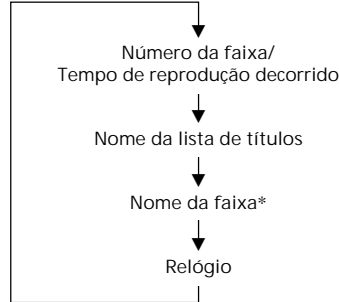 Número da faixa/
Tempo de reprodução decorrido
Nome da lista de títulos
Nome da faixa*
Relógio